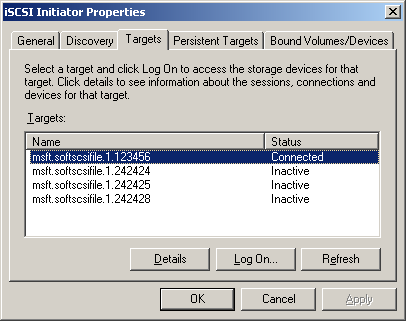 iSCSI Initiator Properties
General Discovery Targets Persistent Targets Bound Volumes/Devices
Select a target and click Log On to access the storage devices for that
target. Click details to see information about the sessions, connections and
devices for that target.
Targets:
Name Status
msft.softscsifile.1.123456 Connected
msft.softscsifile.1.242424 Inactive
msft.softscsifile.1.242425 Inactive
msft.softscsifile.1.242428 Inactive
Details Log On... Refresh
OK Cancel Apply